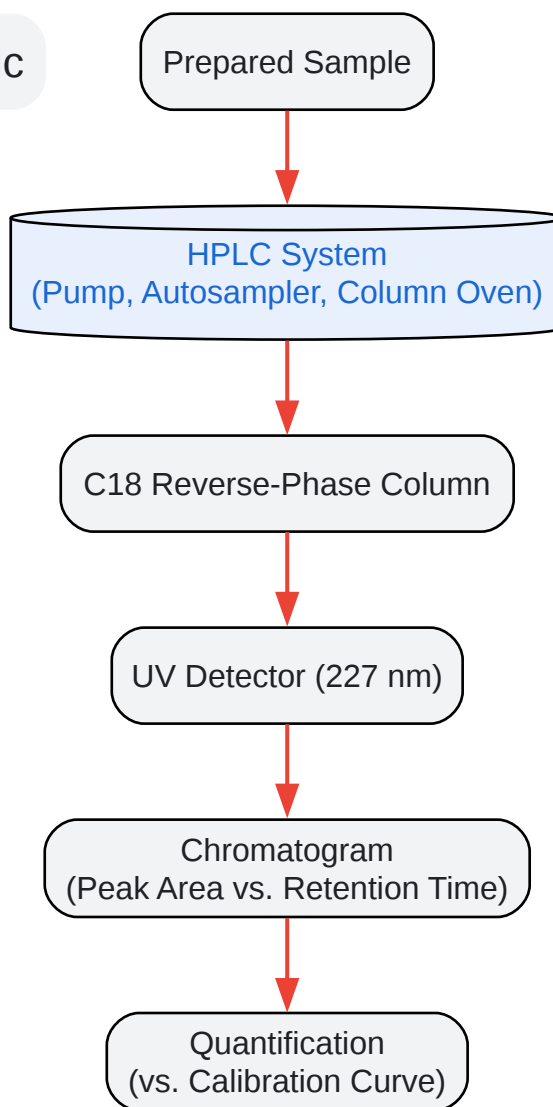 c
Prepared Sample
HPLC System
(Pump, Autosampler, Column Oven)
C18 Reverse-Phase Column
UV Detector (227 nm)
Chromatogram
(Peak Area vs. Retention Time)
Quantification
(vs. Calibration Curve)